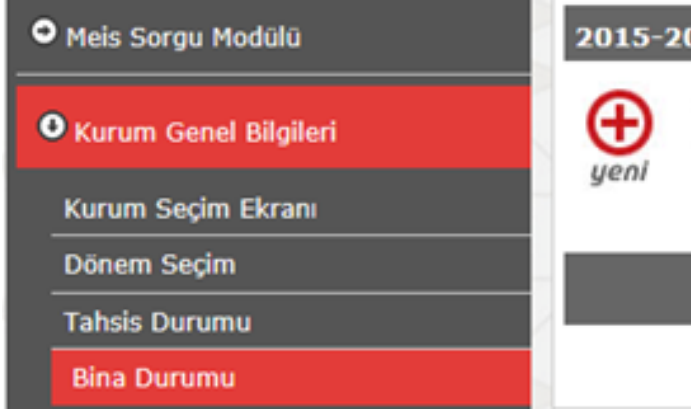 Meis Sorgu Modülü
Kurum Genel Bilgileri
Kurum Seçim Ekranı
Dönem Seçim
Tahsis Durumu
Bina Durumu
2015-20
yeni